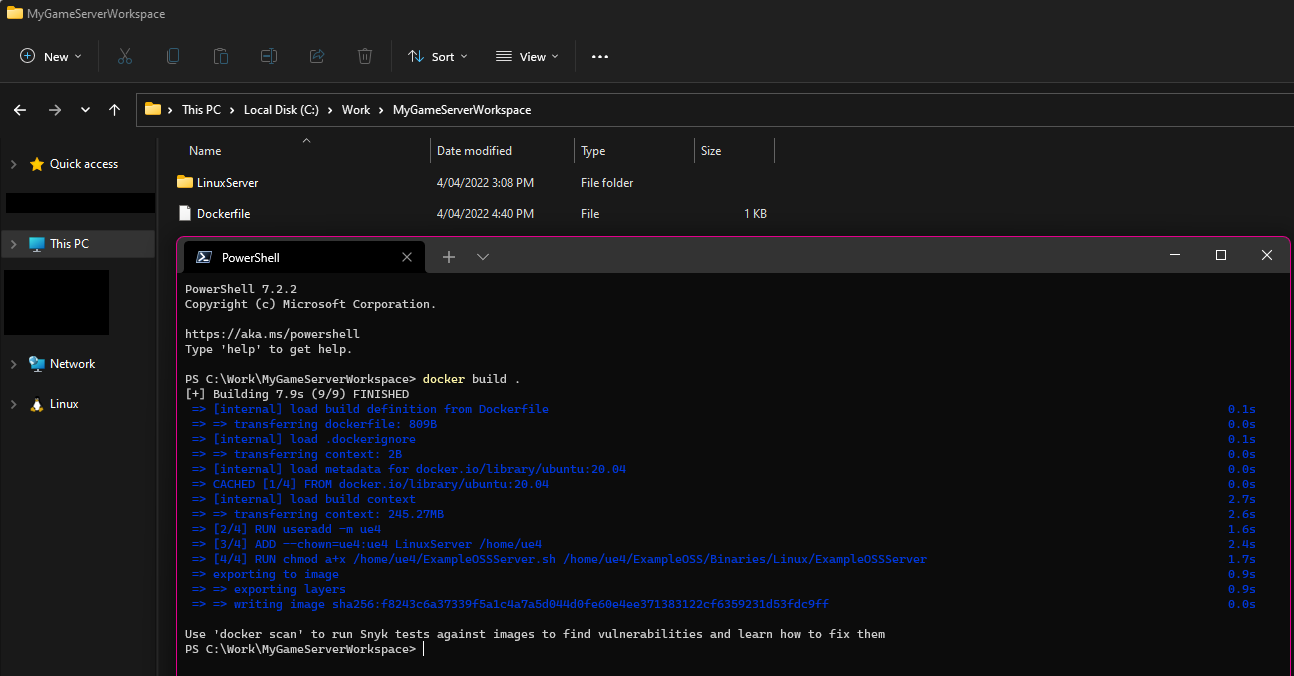 MyGameServerWorkspace
New
Sort
View
This PC > Local Disk (C:) > Work > MyGameServerWorkspace
Quick access
This PC
Network
Linux
Name Date modified Type Size
LinuxServer 4/04/2022 3:08 PM File folder
Dockerfile 4/04/2022 4:40 PM File 1 KB
PowerShell
PowerShell 7.2.2
Copyright (c) Microsoft Corporation.
https://aka.ms/powershell
Type 'help' to get help.
PS C:\Work\MyGameServerWorkspace> docker build .
[+] Building 7.9s (9/9) FINISHED
=> [internal] load build definition from Dockerfile 0.1s
=> => transferring dockerfile: 809B 0.0s
=> [internal] load .dockerignore 0.1s
=> => transferring context: 2B 0.0s
=> [internal] load metadata for docker.io/library/ubuntu:20.04 0.0s
=> CACHED [1/4] FROM docker.io/library/ubuntu:20.04 0.0s
=> [internal] load build context 2.7s
=> => transferring context: 245.27MB 2.6s
=> [2/4] RUN useradd -m ue4 1.6s
=> [3/4] ADD --chown=ue4:ue4 LinuxServer /home/ue4 2.4s
=> [4/4] RUN chmod a+x /home/ue4/ExampleOSSServer.sh /home/ue4/ExampleOSS/Binaries/Linux/ExampleOSSServer 1.7s
=> exporting to image 0.9s
=> => exporting layers 0.9s
=> => writing image sha256:f8243c6a37339f5a1c4a7a5d044d0fe60e4ee371383122cf6359231d53fdc9ff 0.0s
Use 'docker scan' to run Snyk tests against images to find vulnerabilities and learn how to fix them
PS C:\Work\MyGameServerWorkspace>